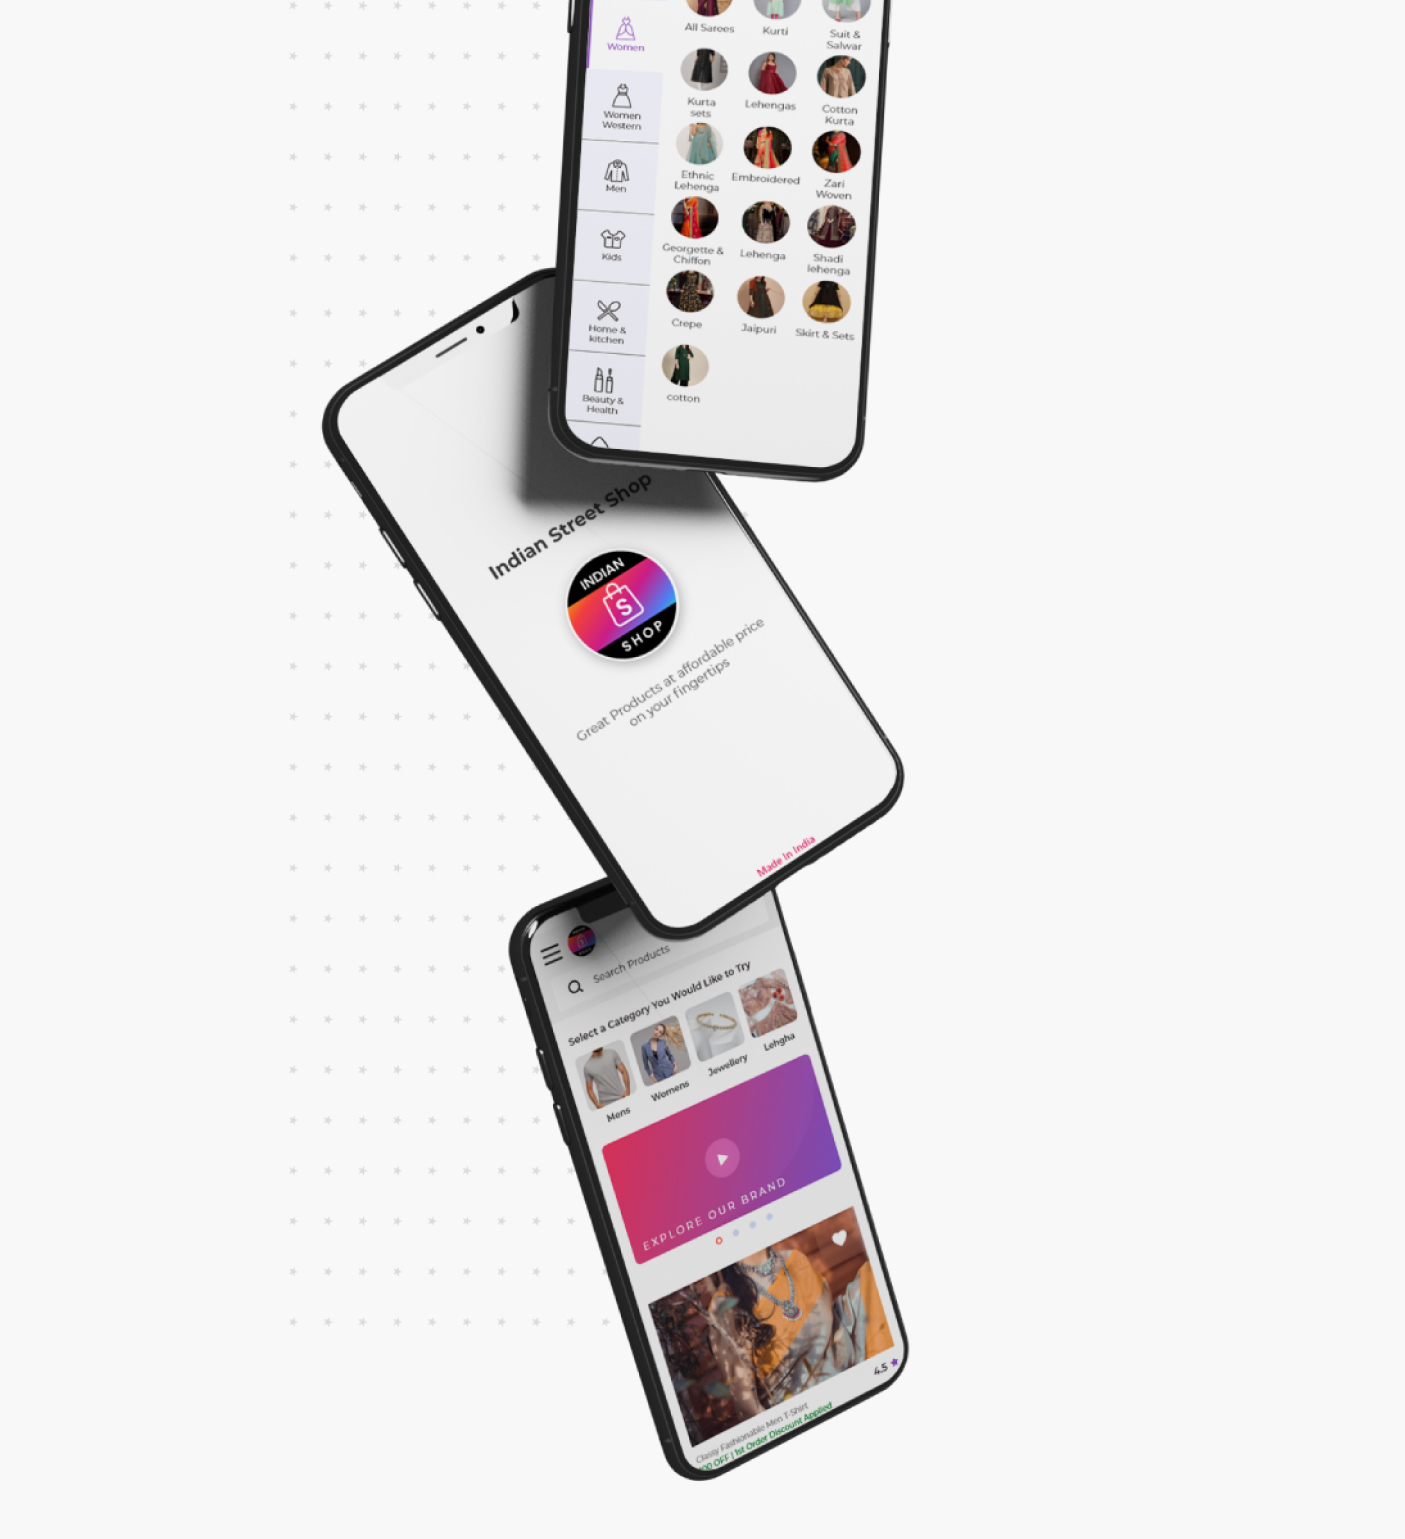 Women
Women
Western
Men
Kids
Home &
kitchen
Beauty &
Health
All Sarees
Kurti
Suit &
Salwar
Kurta
sets
Lehengas
Cotton
Kurta
Ethnic
Lehenga
Embroidered
Zari
Woven
Georgette &
Chiffon
Lehenga
Shadi
lehenga
Crepe
Jaipuri
Skirt & Sets
cotton
Indian Street Shop
INDIAN
S
SHOP
Great Products at affordable price
on your fingertips
Made in India
Search Products
Select a Category You Would Like to Try
Mens
Womens
Jewellery
Lehgha
EXPLORE OUR BRAND
4.5
Classy Fashionable Men T-Shirt
OFF | 1st Order Discount Applied